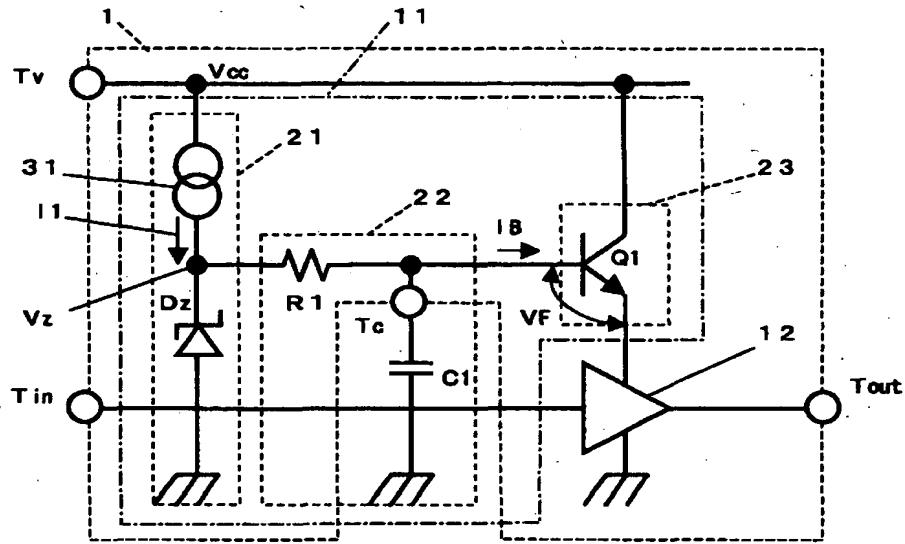 1
11
Tv
Vcc
21
31
23
22
I1
IB
Q1
Vz
Dz
R1
Tc
VF
12
C1
Tin
Tout